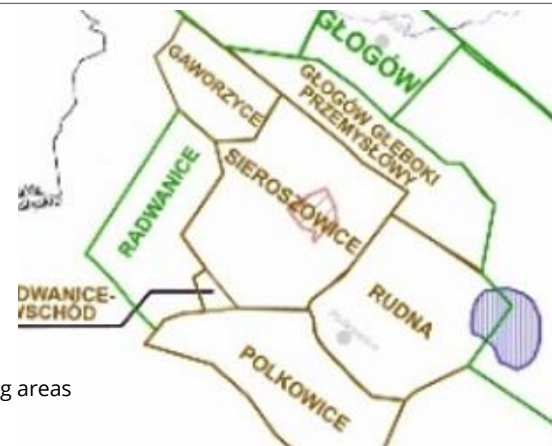 GŁOGÓW
GAWORZYCE
GŁOGÓW GŁĘBOKI
PRZEMYSŁOWY
RADWANICE
SIEROSZOWICE
DWANICE-
WSCHÓD
RUDNA
POLKOWICE
g areas